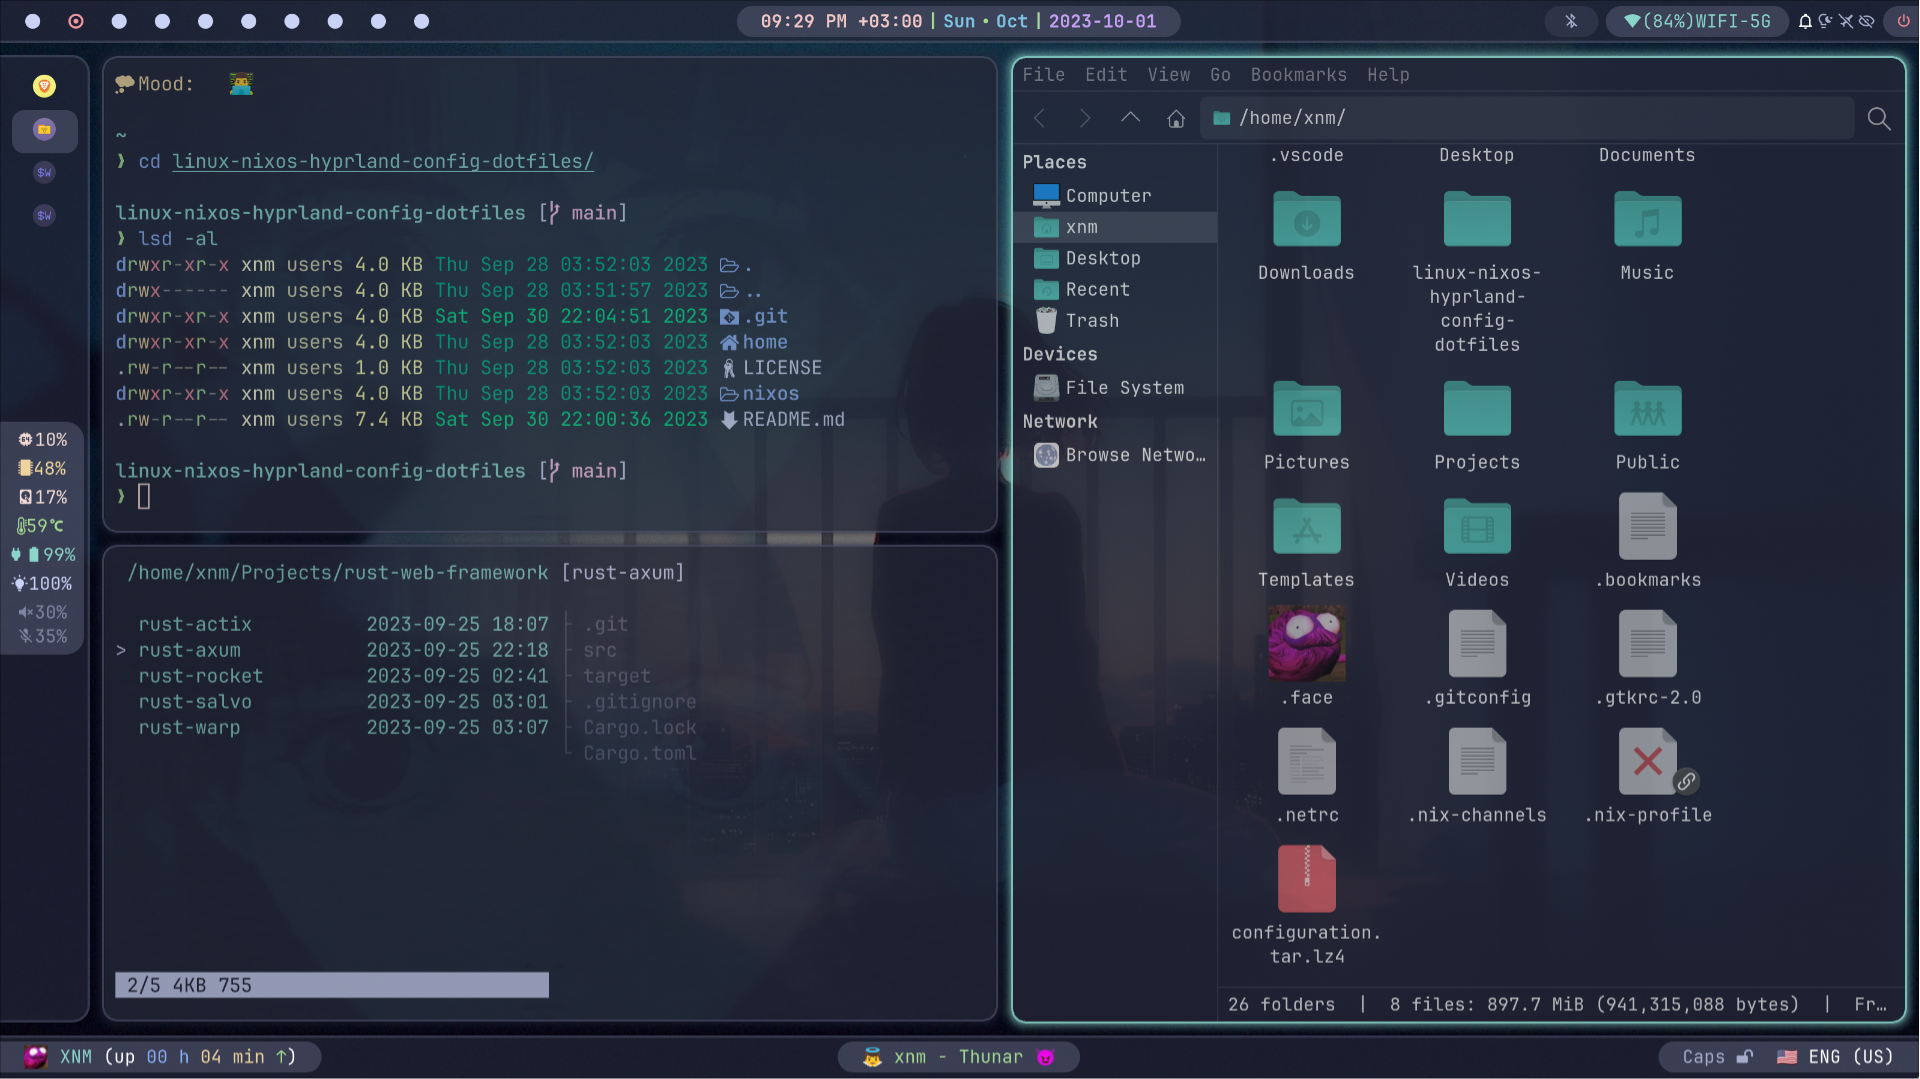 09:29 PM +03:00 | Sun • Oct | 2023-10-01
(84%)WIFI-5G
$W
$W
10%
48%
17%
59℃
99%
100%
30%
35%
Mood:
~
❯ cd linux-nixos-hyprland-config-dotfiles/
linux-nixos-hyprland-config-dotfiles [ main]
❯ lsd -al
drwxr-xr-x xnm users 4.0 KB Thu Sep 28 03:52:03 2023 .
drwx------ xnm users 4.0 KB Thu Sep 28 03:51:57 2023 ..
drwxr-xr-x xnm users 4.0 KB Sat Sep 30 22:04:51 2023 .git
drwxr-xr-x xnm users 4.0 KB Thu Sep 28 03:52:03 2023 home
.rw-r--r-- xnm users 1.0 KB Thu Sep 28 03:52:03 2023 LICENSE
drwxr-xr-x xnm users 4.0 KB Thu Sep 28 03:52:03 2023 nixos
.rw-r--r-- xnm users 7.4 KB Sat Sep 30 22:00:36 2023 README.md
linux-nixos-hyprland-config-dotfiles [ main]
❯
/home/xnm/Projects/rust-web-framework [rust-axum]
rust-actix 2023-09-25 18:07 .git
> rust-axum 2023-09-25 22:18 src
rust-rocket 2023-09-25 02:41 target
rust-salvo 2023-09-25 03:01 .gitignore
rust-warp 2023-09-25 03:07 Cargo.lock
Cargo.toml
2/5 4KB 755
File Edit View Go Bookmarks Help
/home/xnm/
Places
Computer
xnm
Desktop
Recent
Trash
Devices
File System
Network
Browse Netwo…
.vscode Desktop Documents
Downloads
linux-nixos-
hyprland-
config-
dotfiles
Music
Pictures Projects Public
Templates Videos .bookmarks
.face .gitconfig .gtkrc-2.0
.netrc .nix-channels .nix-profile
configuration.
tar.lz4
26 folders | 8 files: 897.7 MiB (941,315,088 bytes) | Fr…
XNM (up 00 h 04 min ↑)
xnm - Thunar
Caps
ENG (US)